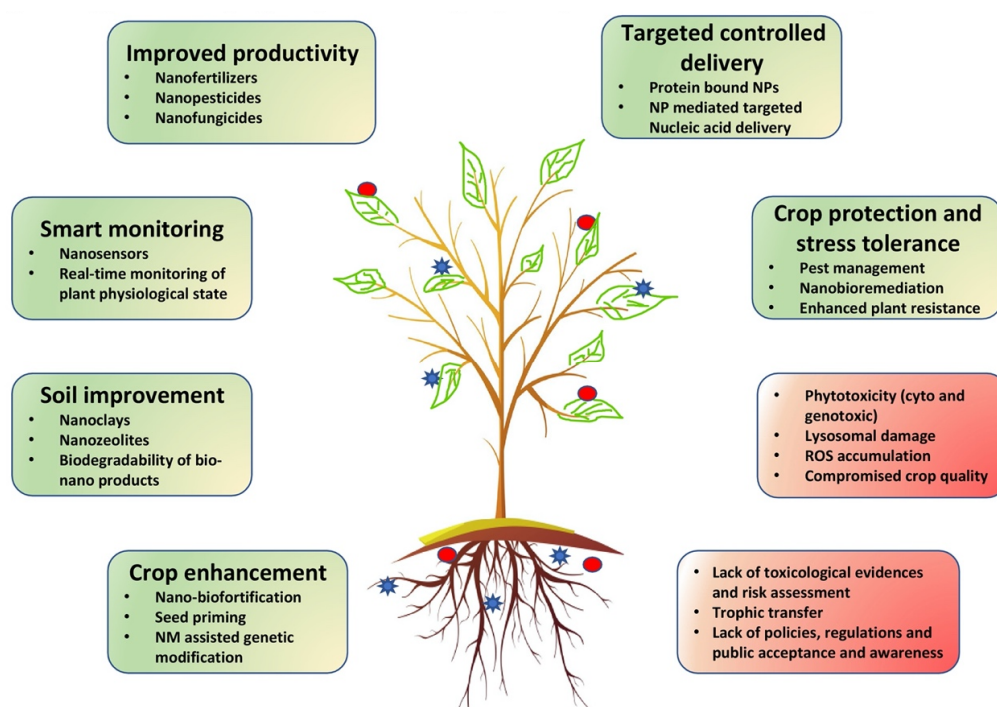 Improved productivity
• Nanofertilizers
• Nanopesticides
• Nanofungicides
Targeted controlled
delivery
• Protein bound NPs
• NP mediated targeted
Nucleic acid delivery
Smart monitoring
• Nanosensors
• Real-time monitoring of
plant physiological state
Crop protection and
stress tolerance
• Pest management
• Nanobioremediation
• Enhanced plant resistance
Soil improvement
• Nanoclays
• Nanozeolites
• Biodegradability of bio-
nano products
• Phytotoxicity (cyto and
genotoxic)
• Lysosomal damage
• ROS accumulation
• Compromised crop quality
Crop enhancement
• Nano-biofortification
• Seed priming
• NM assisted genetic
modification
• Lack of toxicological evidences
and risk assessment
• Trophic transfer
• Lack of policies, regulations and
public acceptance and awareness